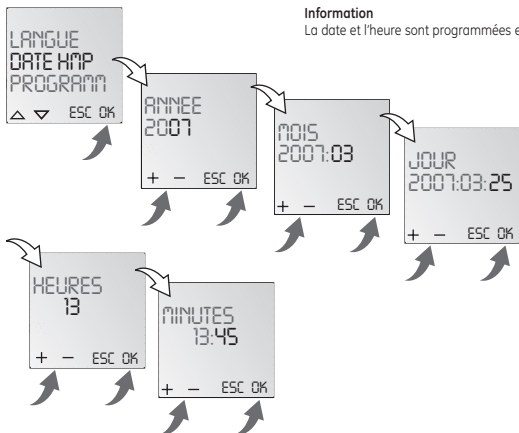 Information
La date et l'heure sont programmées e
LANGUE
DATE HMP
PROGRAMM
△ ▽ ESC OK
ANNEE
2007
+ − ESC OK
MOIS
2007:03
+ − ESC OK
JOUR
2007:03:25
+ − ESC OK
HEURES
13
+ − ESC OK
MINUTES
13:45
+ − ESC OK